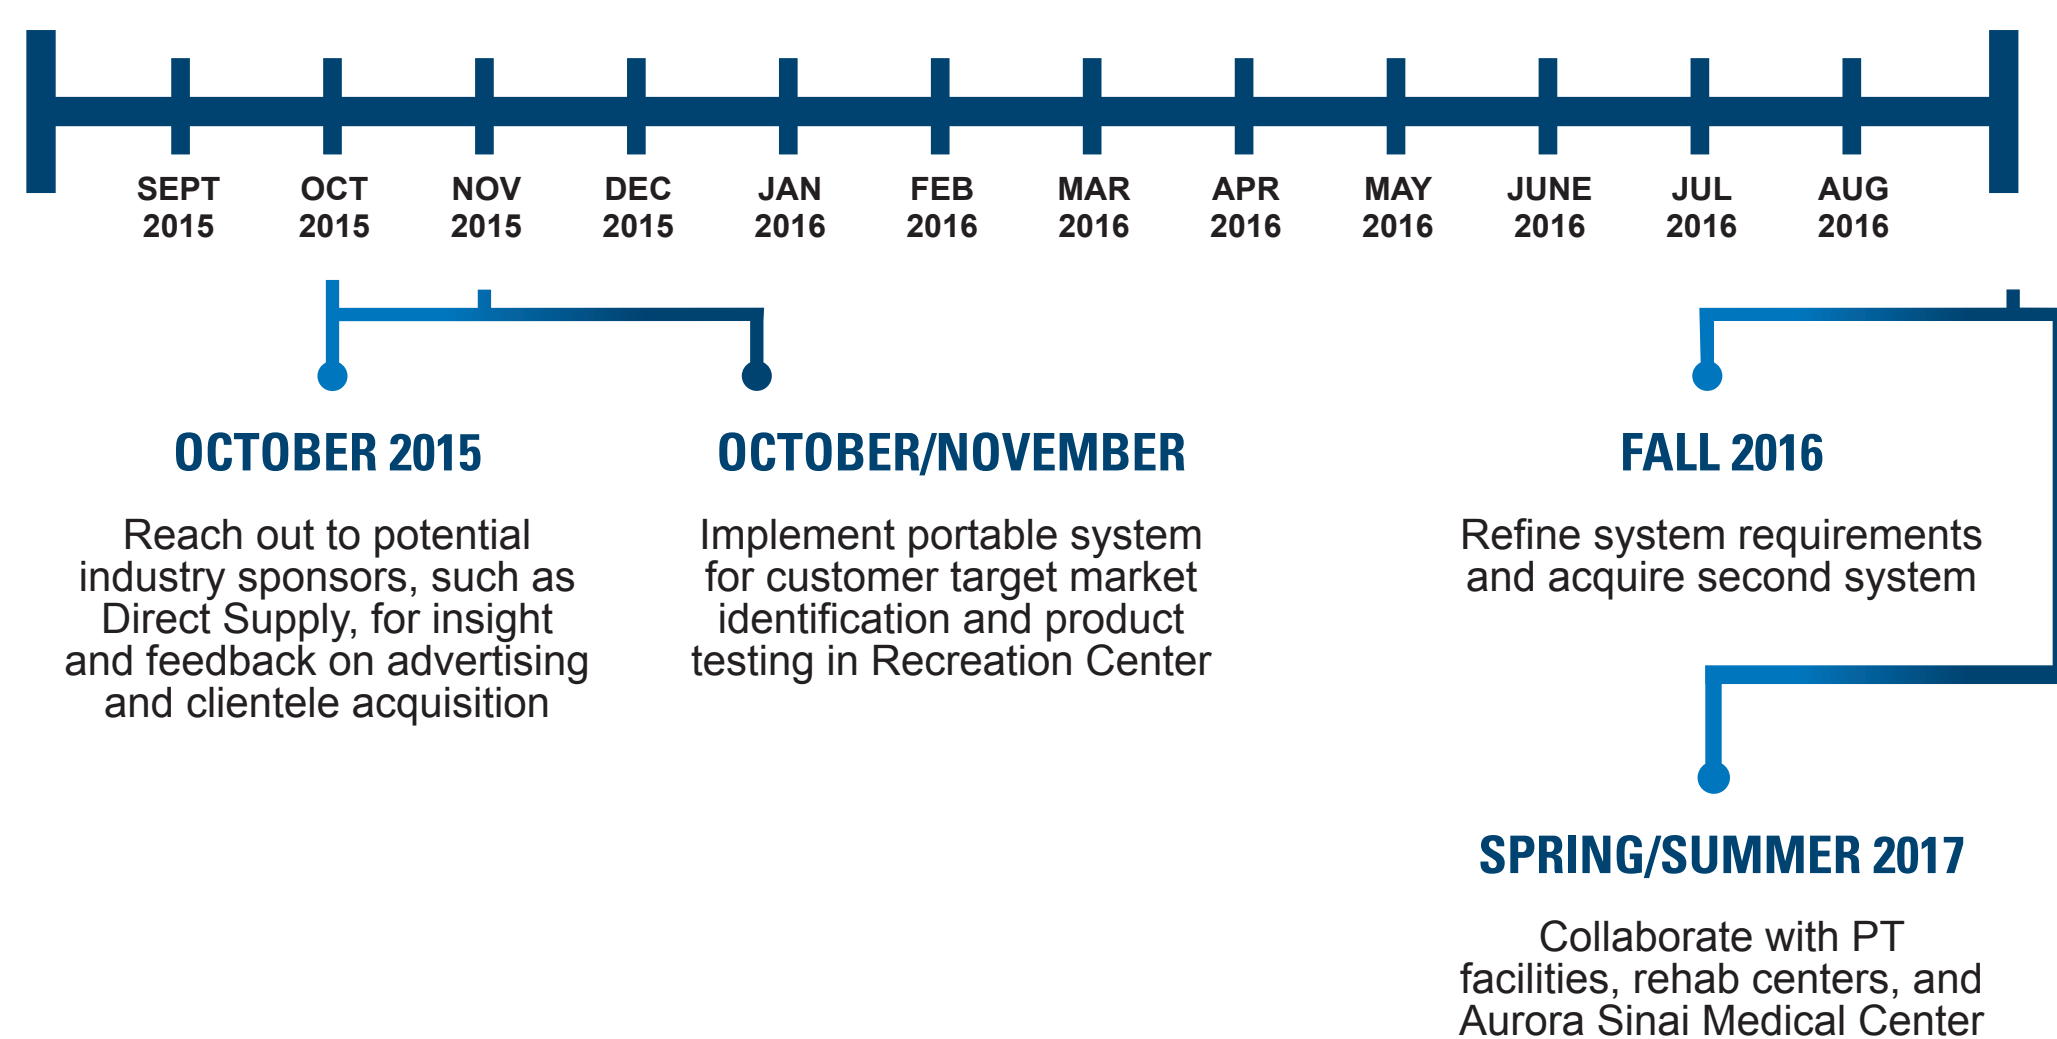 SEPT
2015
OCT
2015
NOV
2015
DEC
2015
JAN
2016
FEB
2016
MAR
2016
APR
2016
MAY
2016
JUNE
2016
JUL
2016
AUG
2016
OCTOBER 2015
Reach out to potential
industry sponsors, such as
Direct Supply, for insight
and feedback on advertising
and clientele acquisition
OCTOBER/NOVEMBER
Implement portable system
for customer target market
identification and product
testing in Recreation Center
FALL 2016
Refine system requirements
and acquire second system
SPRING/SUMMER 2017
Collaborate with PT
facilities, rehab centers, and
Aurora Sinai Medical Center